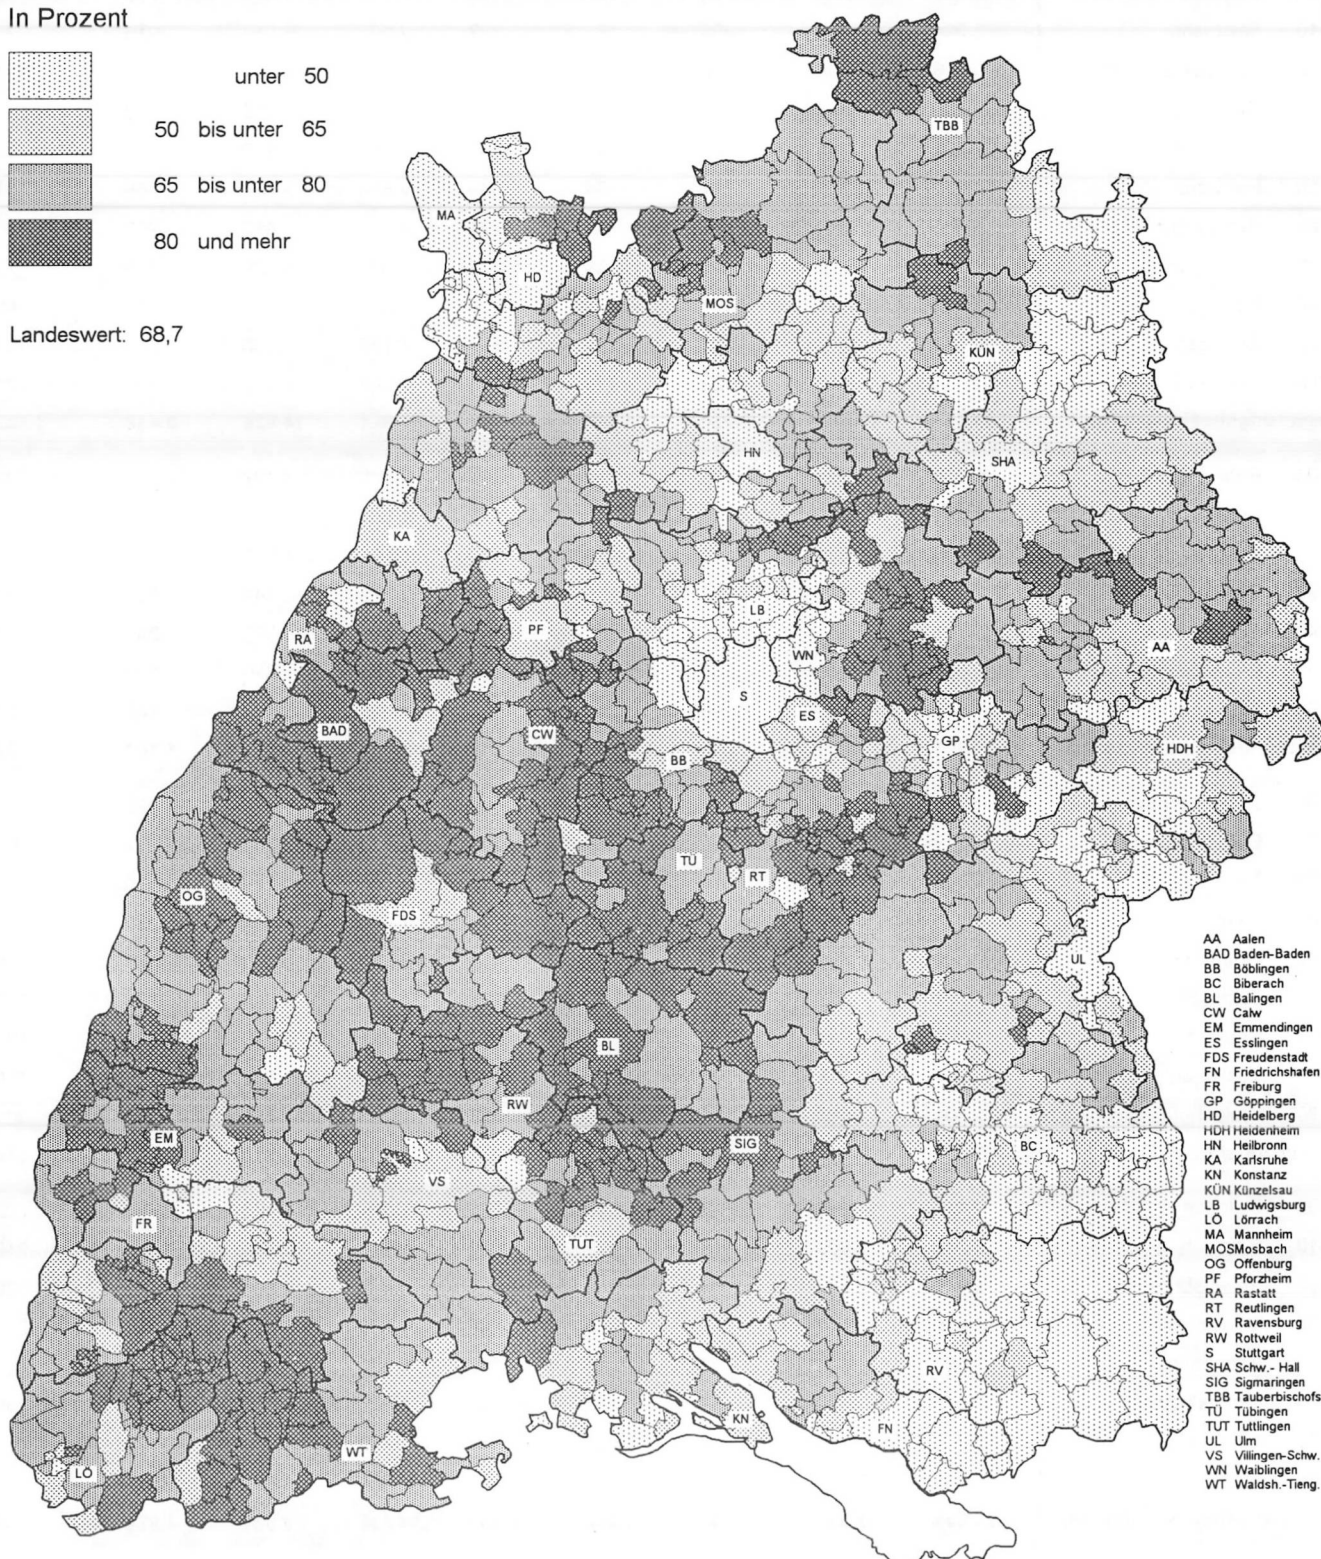 In Prozent
unter 50
50 bis unter 65
65 bis unter 80
80 und mehr
Landeswert: 68,7
TBB
MA
HD
MOS
KÜN
HN
SHA
KA
LB
PF
RA
WN
AA
S
ES
BAD
CW
GP
HDH
BB
TÜ
RT
OG
FDS
UL
BL
RW
EM
SIG
BC
VS
FR
TUT
RV
KN
FN
WT
LÖ
AA Aalen
BAD Baden-Baden
BB Böblingen
BC Biberach
BL Balingen
CW Calw
EM Emmendingen
ES Esslingen
FDS Freudenstadt
FN Friedrichshafen
FR Freiburg
GP Göppingen
HD Heidelberg
HDH Heidenheim
HN Heilbronn
KA Karlsruhe
KN Konstanz
KÜN Künzelsau
LB Ludwigsburg
LÖ Lörrach
MA Mannheim
MOS Mosbach
OG Offenburg
PF Pforzheim
RA Rastatt
RT Reutlingen
RV Ravensburg
RW Rottweil
S Stuttgart
SHA Schw.- Hall
SIG Sigmaringen
TBB Tauberbischofs
TÜ Tübingen
TUT Tuttlingen
UL Ulm
VS Villingen-Schw.
WN Waiblingen
WT Waldsh.-Tieng.